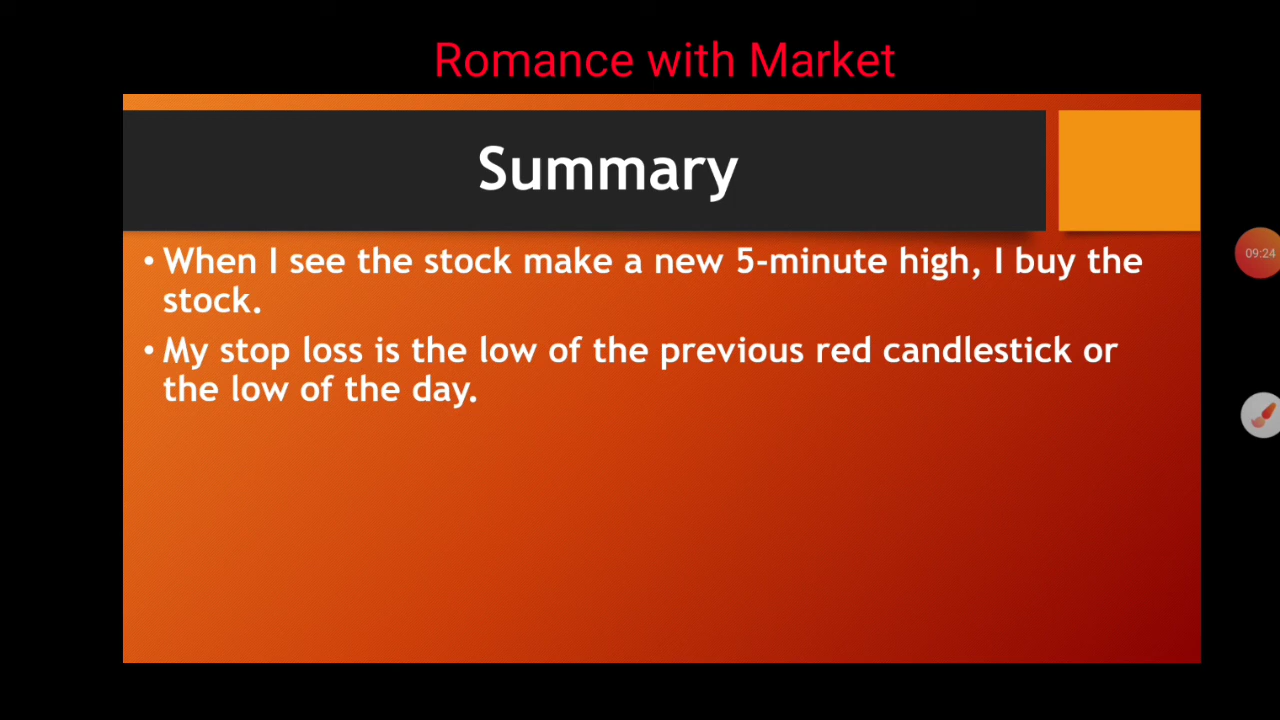 Romance with Market
Summary
• When I see the stock make a new 5-minute high, I buy the
stock.
• My stop loss is the low of the previous red candlestick or
the low of the day.
09:24